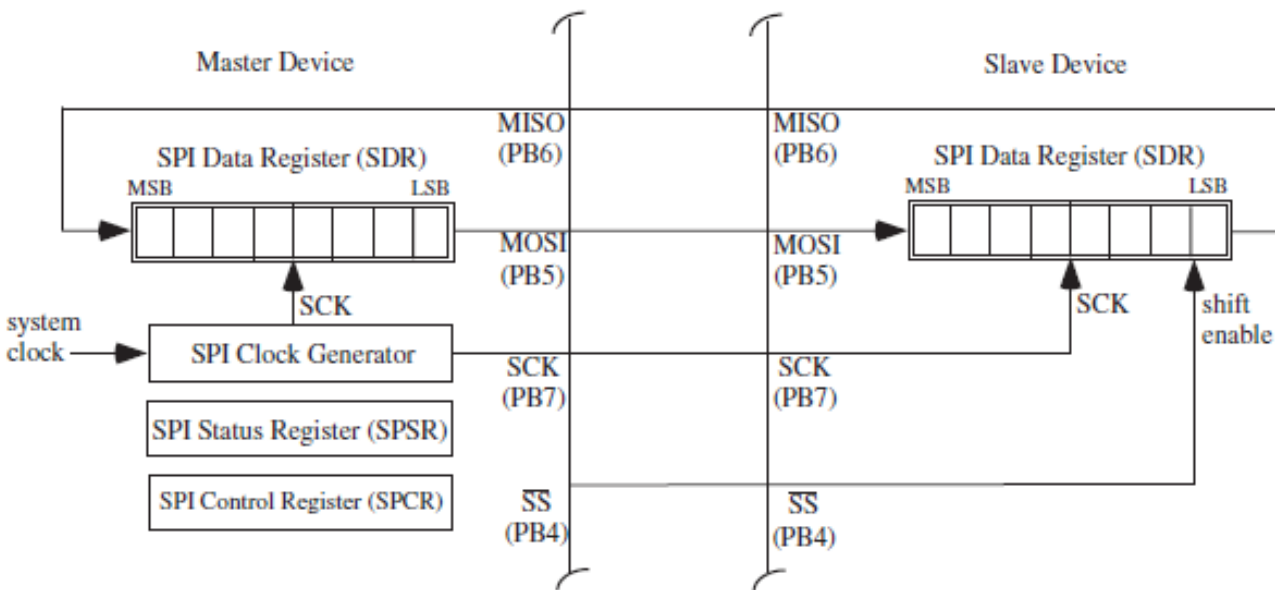 Master Device
Slave Device
MISO
(PB6)
MISO
(PB6)
SPI Data Register (SDR)
MSB
LSB
SPI Data Register (SDR)
MSB
LSB
MOSI
(PB5)
MOSI
(PB5)
SCK
SCK
shift
enable
system
clock
SPI Clock Generator
SCK
(PB7)
SCK
(PB7)
SPI Status Register (SPSR)
SPI Control Register (SPCR)
SS
(PB4)
SS
(PB4)